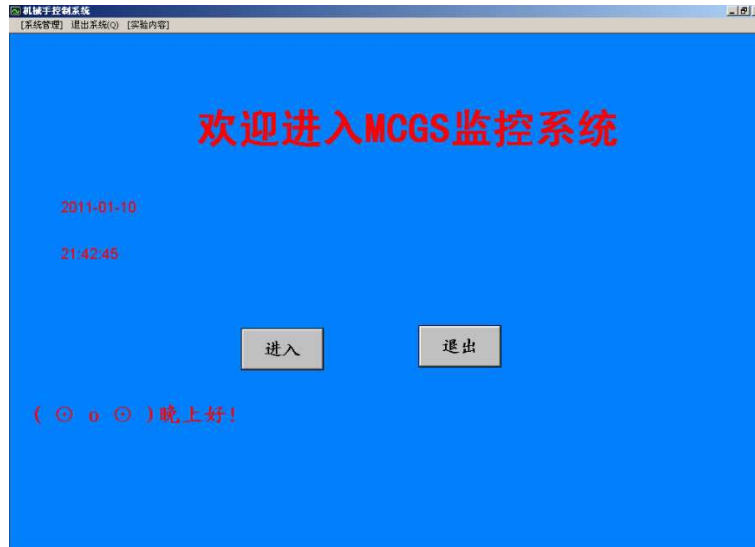 机械手控制系统
[系统管理] 退出系统(Q) [实验内容]
欢迎进入MCGS监控系统
2011-01-10
21:42:45
进入 退出
( ⊙ o ⊙ )晚上好!